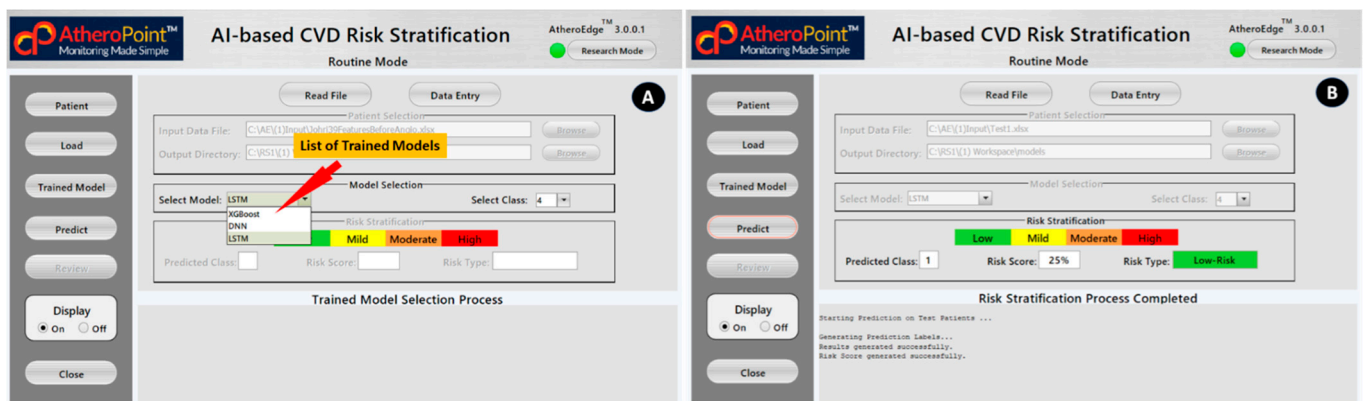 AtheroPoint™
Monitoring Made Simple
AI-based CVD Risk Stratification
Routine Mode
AtheroEdge™ 3.0.0.1
Research Mode
Patient
Load
Trained Model
Predict
Review
Display
On Off
Close
Read File Data Entry
A
Patient Selection
Input Data File: C:\AE\(1)Input\John39FeaturesBeforeAngio.xlsx Browse
Output Directory: C:\RS1\(1) Browse
List of Trained Models
Model Selection
Select Model: LSTM Select Class: 4
XGBoost
DNN
LSTM
Risk Stratification
Mild Moderate High
Predicted Class: Risk Score: Risk Type:
Trained Model Selection Process
AtheroPoint™
Monitoring Made Simple
AI-based CVD Risk Stratification
Routine Mode
AtheroEdge™ 3.0.0.1
Research Mode
Patient
Load
Trained Model
Predict
Review
Display
On Off
Close
Read File Data Entry
B
Patient Selection
Input Data File: C:\AE\(1)Input\Test1.xlsx Browse
Output Directory: C:\RS1\(1) Workspace\models Browse
Model Selection
Select Model: LSTM Select Class: 4
Risk Stratification
Low Mild Moderate High
Predicted Class: 1 Risk Score: 25% Risk Type: Low-Risk
Risk Stratification Process Completed
Starting Prediction on Test Patients ...
Generating Prediction Labels...
Results generated successfully.
Risk Score generated successfully.